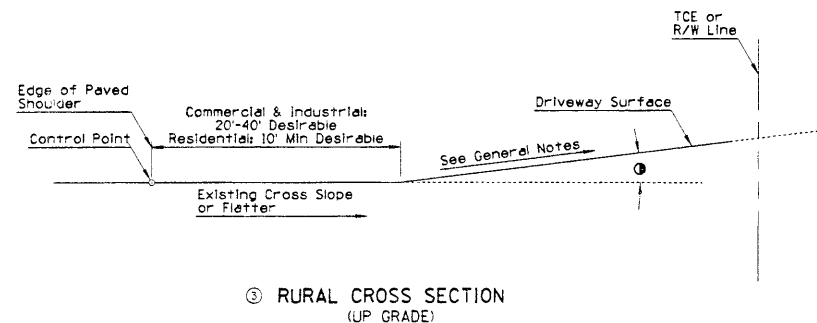 TCE or
R/W Line
Edge of Paved
Shoulder
Commercial & Industrial:
20'-40' Desirable
Residential: 10' Min Desirable
Driveway Surface
Control Point
See General Notes
Existing Cross Slope
or Flatter
③ RURAL CROSS SECTION
(UP GRADE)